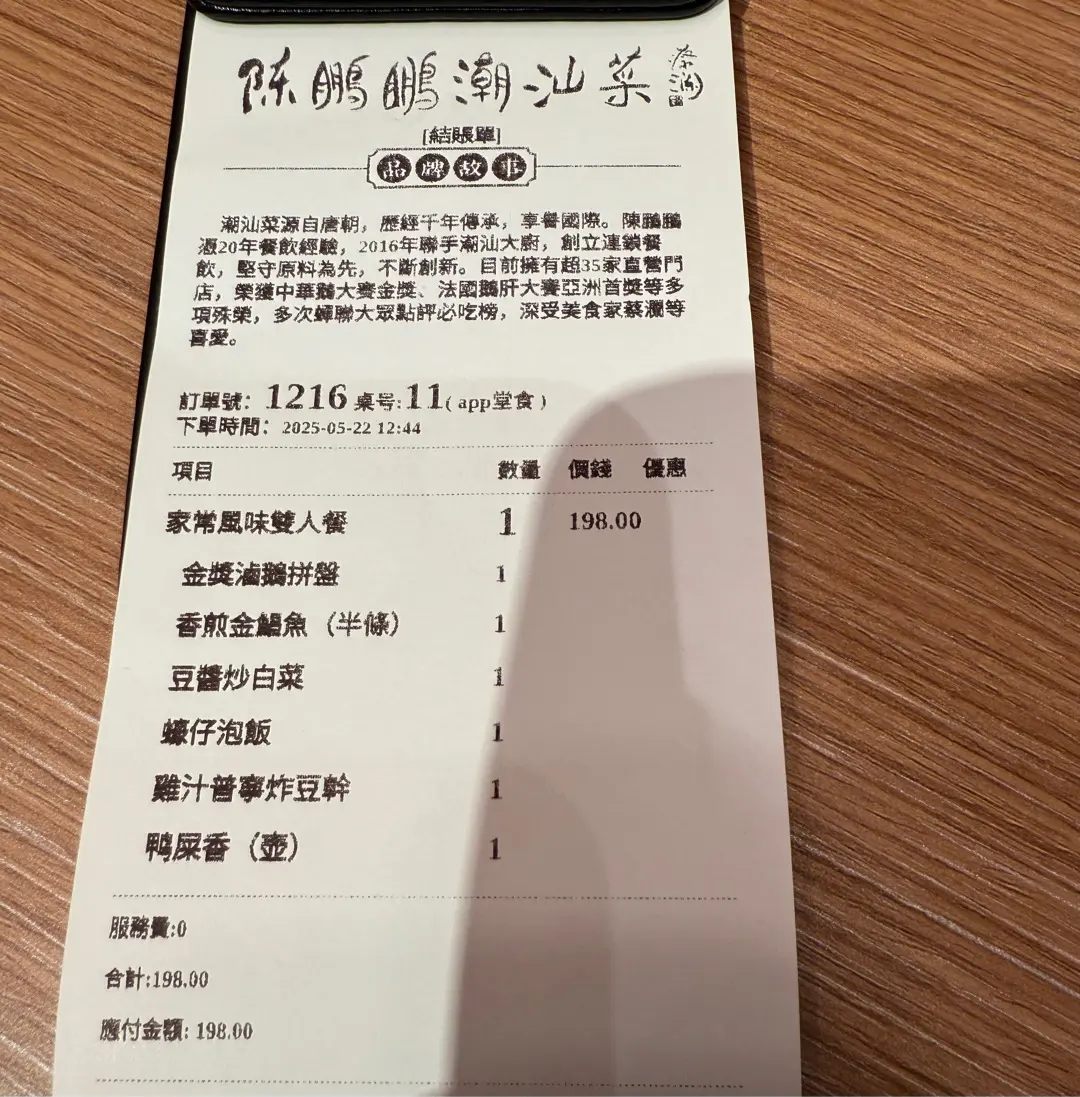 陈鹏鹏潮汕菜 蔡瀾
[結賬單]
品牌故事
潮汕菜源自唐朝，歷經千年傳承，享譽國際。陳鵬鵬
憑20年餐飲經驗，2016年聯手潮汕大廚，創立連鎖餐
飲，堅守原料為先，不斷創新。目前擁有超35家直營門
店，榮獲中華鵝大賽金獎、法國鵝肝大賽亞洲首獎等多
項殊榮，多次蟬聯大眾點評必吃榜，深受美食家蔡瀾等
喜愛。
訂單號：1216 桌号:11( app堂食 )
下單時間：2025-05-22 12:44
項目 數量 價錢 優惠
家常風味雙人餐 1 198.00
金獎滷鵝拼盤 1
香煎金鯧魚（半條） 1
豆醬炒白菜 1
蠔仔泡飯 1
雞汁普寧炸豆幹 1
鸭屎香（壺） 1
服務費:0
合計:198.00
應付金額: 198.00